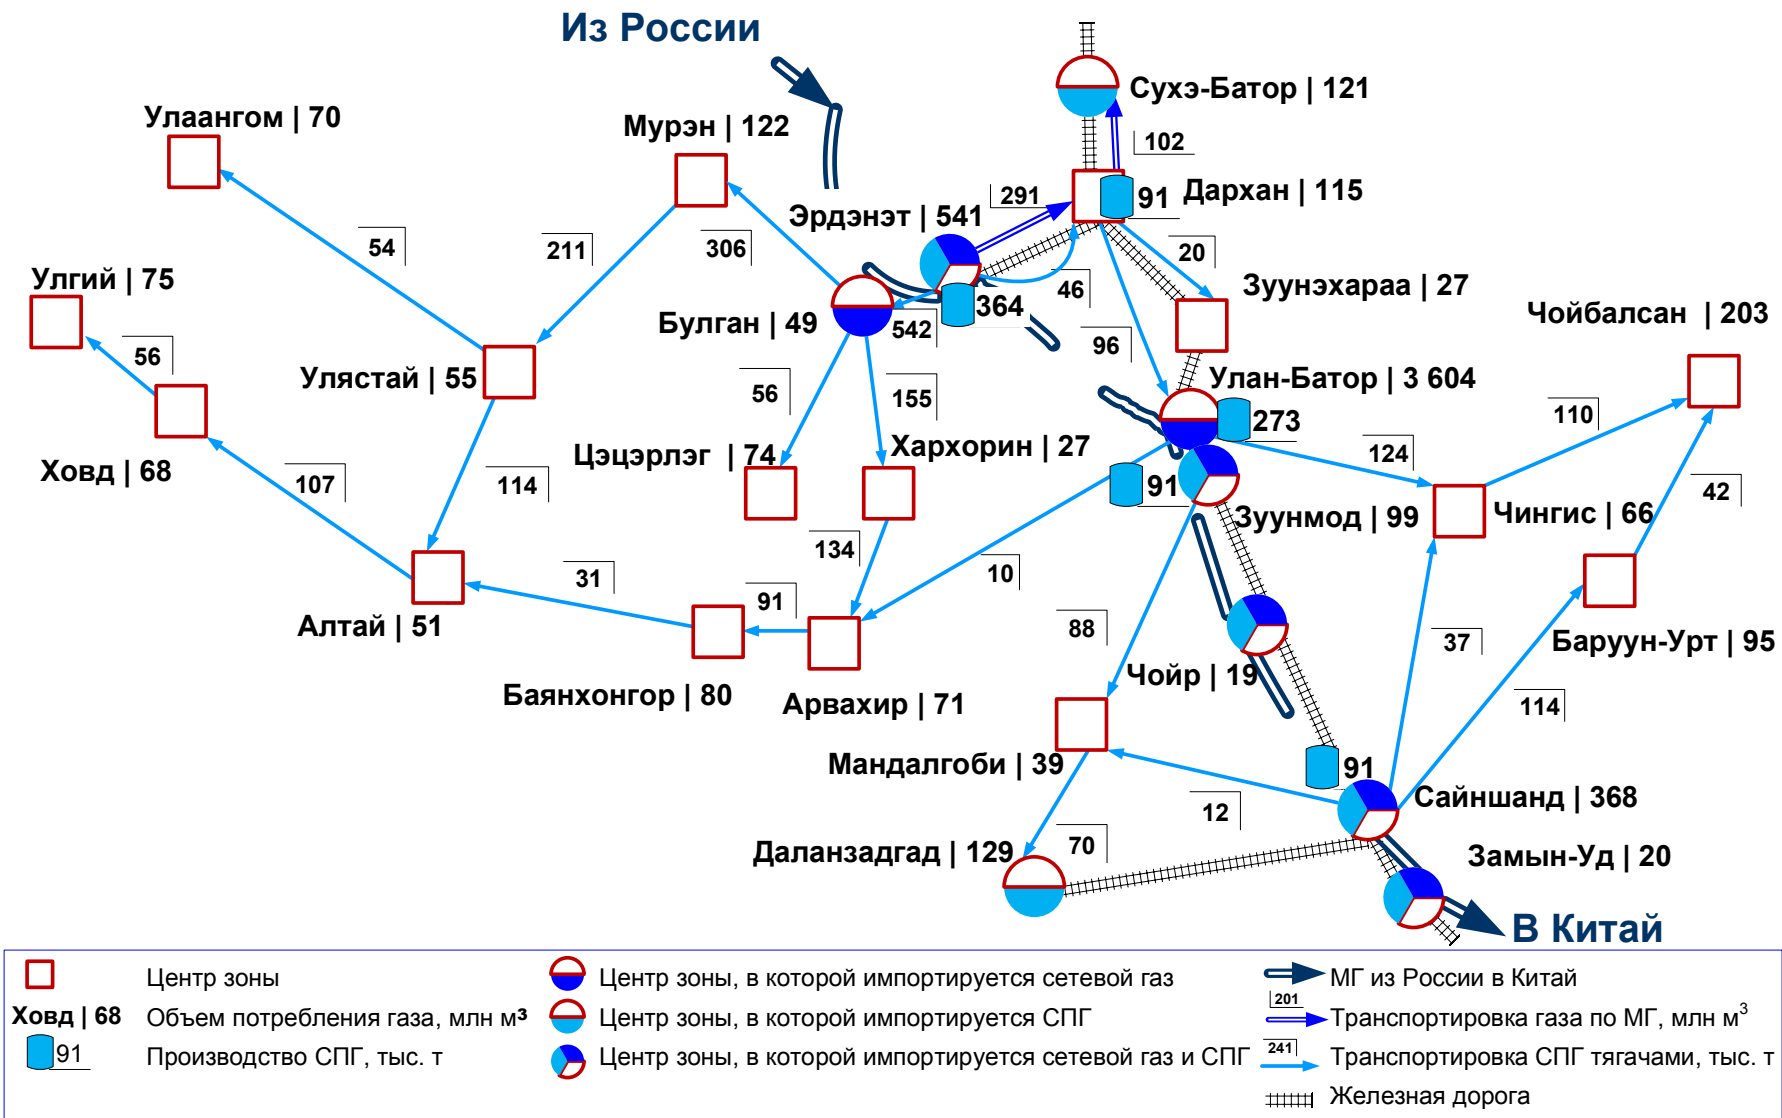 Из России
Сухэ-Батор | 121
Улаангом | 70
Мурэн | 122
102
291
91
Дархан | 115
Эрдэнэт | 541
54
211
306
20
46
Улгий | 75
Зуунэхараа | 27
364
Чойбалсан | 203
Булган | 49
542
96
56
Улястай | 55
Улан-Батор | 3 604
56
155
110
273
Цэцэрлэг | 74
Хархорин | 27
124
Ховд | 68
107
114
91
42
Зуунмод | 99
Чингис | 66
134
31
10
91
Алтай | 51
88
37
Баруун-Урт | 95
Чойр | 19
Баянхонгор | 80
Арвахир | 71
114
Мандалгоби | 39
91
Сайншанд | 368
12
Даланзадгад | 129
70
Замын-Уд | 20
В Китай
Центр зоны
Центр зоны, в которой импортируется сетевой газ
МГ из России в Китай
Ховд | 68
Объем потребления газа, млн м³
Центр зоны, в которой импортируется СПГ
201
Транспортировка газа по МГ, млн м³
91
Производство СПГ, тыс. т
Центр зоны, в которой импортируется сетевой газ и СПГ
241
Транспортировка СПГ тягачами, тыс. т
Железная дорога